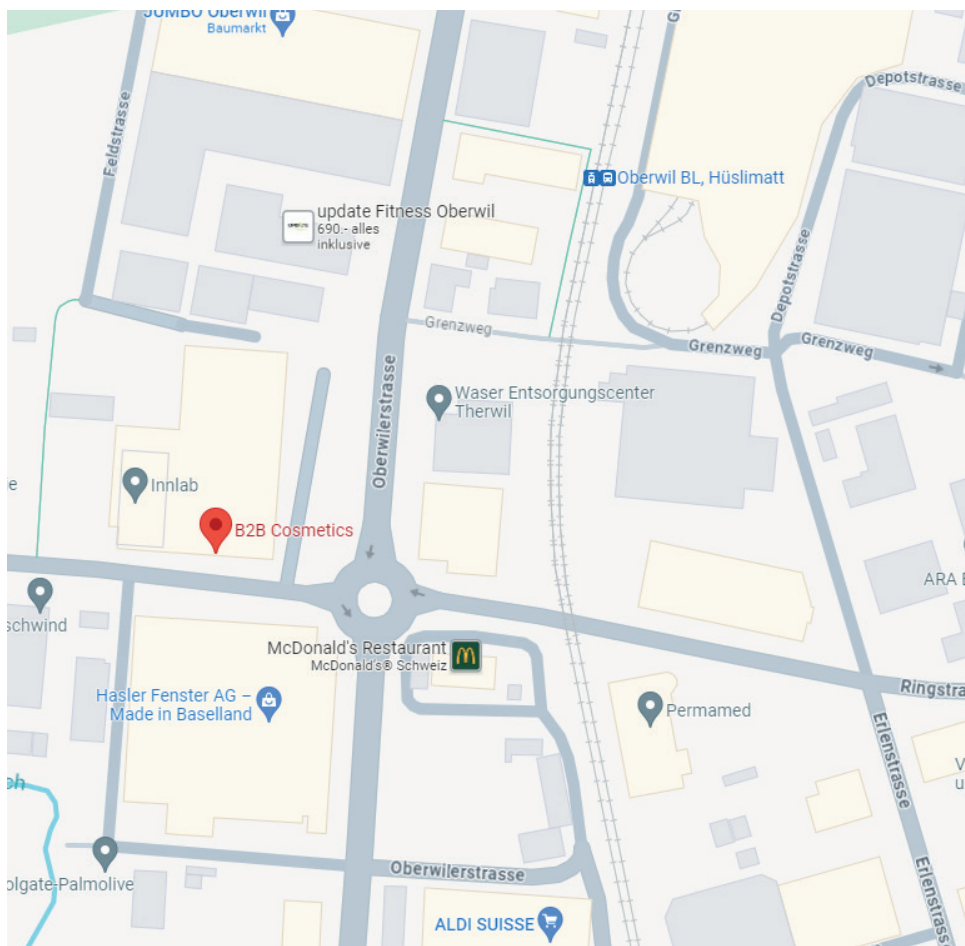 JUMBO Oberwil
Baumarkt
Depotstrasse
Feldstrasse
Oberwil BL, Hüslimatt
update Fitness Oberwil
690.- alles
inklusive
Depotstrasse
Grenzweg
Grenzweg
Grenzweg
Waser Entsorgungscenter
Therwil
Oberwilerstrasse
Innlab
B2B Cosmetics
ARA
schwind
McDonald's Restaurant
McDonald's® Schweiz
Hasler Fenster AG –
Made in Baselland
Permamed
Ringstra
Erlenstrasse
ch
olgate-Palmolive
Oberwilerstrasse
Erlenstrasse
ALDI SUISSE